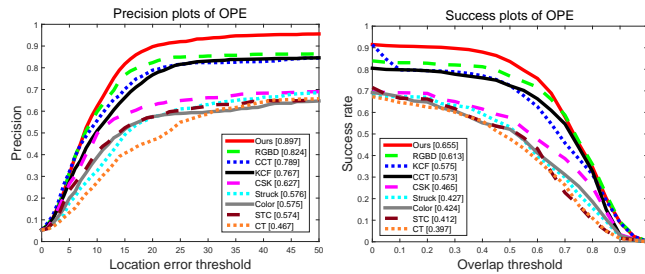 Precision plots of OPE
Precision
1
0.9
0.8
0.7
0.6
0.5
0.4
0.3
0.2
0.1
0
0 5 10 15 20 25 30 35 40 45 50
Location error threshold
Ours [0.897]
RGBD [0.824]
CCT [0.789]
KCF [0.767]
CSK [0.627]
Struck [0.576]
Color [0.575]
STC [0.574]
CT [0.467]
Success plots of OPE
Success rate
1
0.9
0.8
0.7
0.6
0.5
0.4
0.3
0.2
0.1
0
0 0.1 0.2 0.3 0.4 0.5 0.6 0.7 0.8 0.9 1
Overlap threshold
Ours [0.655]
RGBD [0.613]
KCF [0.575]
CCT [0.573]
CSK [0.465]
Struck [0.427]
Color [0.424]
STC [0.412]
CT [0.397]